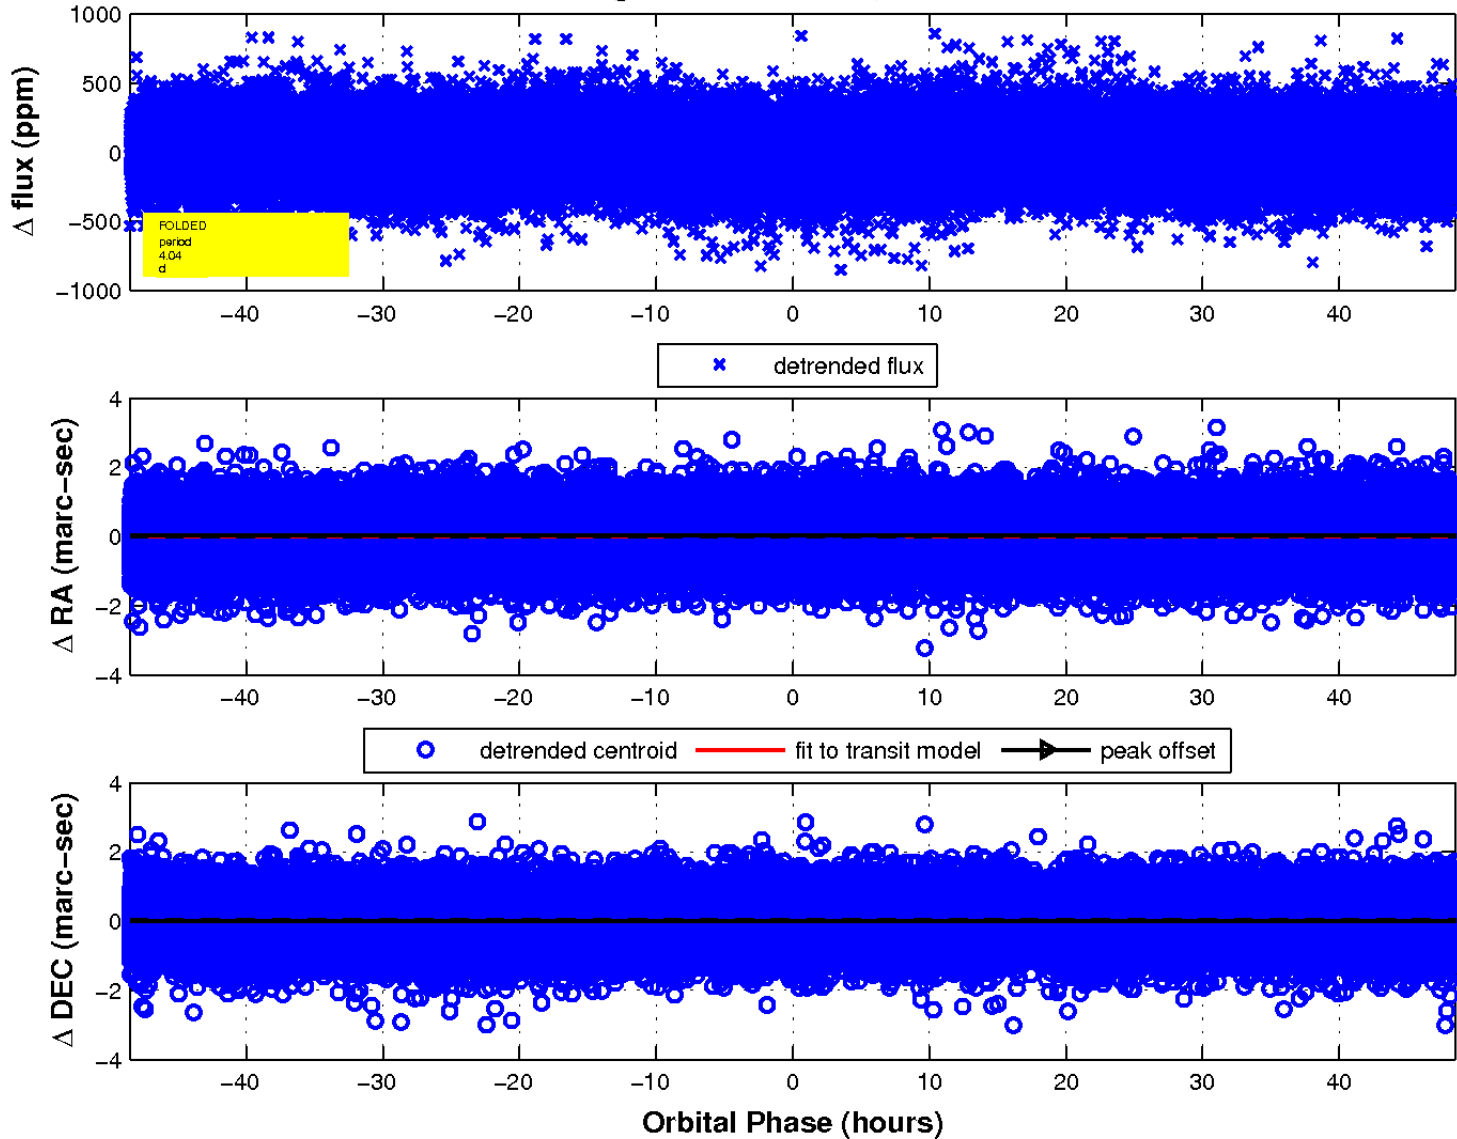 1000
500
0
−500
−1000
Δ flux (ppm)
FOLDED
period
4.04
d
−40 −30 −20 −10 0 10 20 30 40
detrended flux
4
2
0
−2
−4
Δ RA (marc−sec)
−40 −30 −20 −10 0 10 20 30 40
detrended centroid fit to transit model peak offset
4
2
0
−2
−4
Δ DEC (marc−sec)
−40 −30 −20 −10 0 10 20 30 40
Orbital Phase (hours)